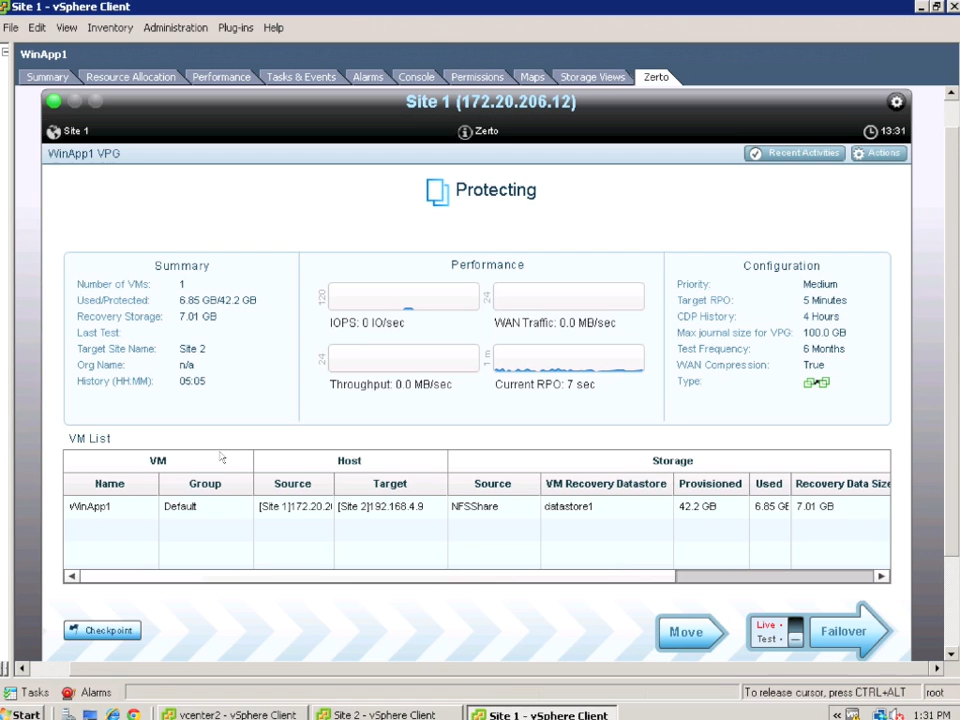 Site 1 - vSphere Client
File Edit View Inventory Administration Plug-ins Help
WinApp1
Summary Resource Allocation Performance Tasks & Events Alarms Console Permissions Maps Storage Views Zerto
Site 1 (172.20.206.12)
Site 1 Zerto 13:31
WinApp1 VPG Recent Activities Actions
Protecting
Summary Performance Configuration
Number of VMs: 1
Used/Protected: 6.85 GB/42.2 GB
Recovery Storage: 7.01 GB
Last Test:
Target Site Name: Site 2
Org Name: n/a
History (HH:MM): 05:05
120 24
IOPS: 0 IO/sec WAN Traffic: 0.0 MB/sec
24 1 m
Throughput: 0.0 MB/sec Current RPO: 7 sec
Priority: Medium
Target RPO: 5 Minutes
CDP History: 4 Hours
Max journal size for VPG: 100.0 GB
Test Frequency: 6 Months
WAN Compression: True
Type:
VM List
VM Host Storage
Name Group Source Target Source VM Recovery Datastore Provisioned Used Recovery Data Size
WinApp1 Default [Site 1]172.20.2 [Site 2]192.168.4.9 NFSShare datastore1 42.2 GB 6.85 GE 7.01 GB
Checkpoint Move Live Test Failover
Tasks Alarms To release cursor, press CTRL+ALT root
Start vcenter2 - vSphere Client Site 2 - vSphere Client Site 1 - vSphere Client 1:31 PM